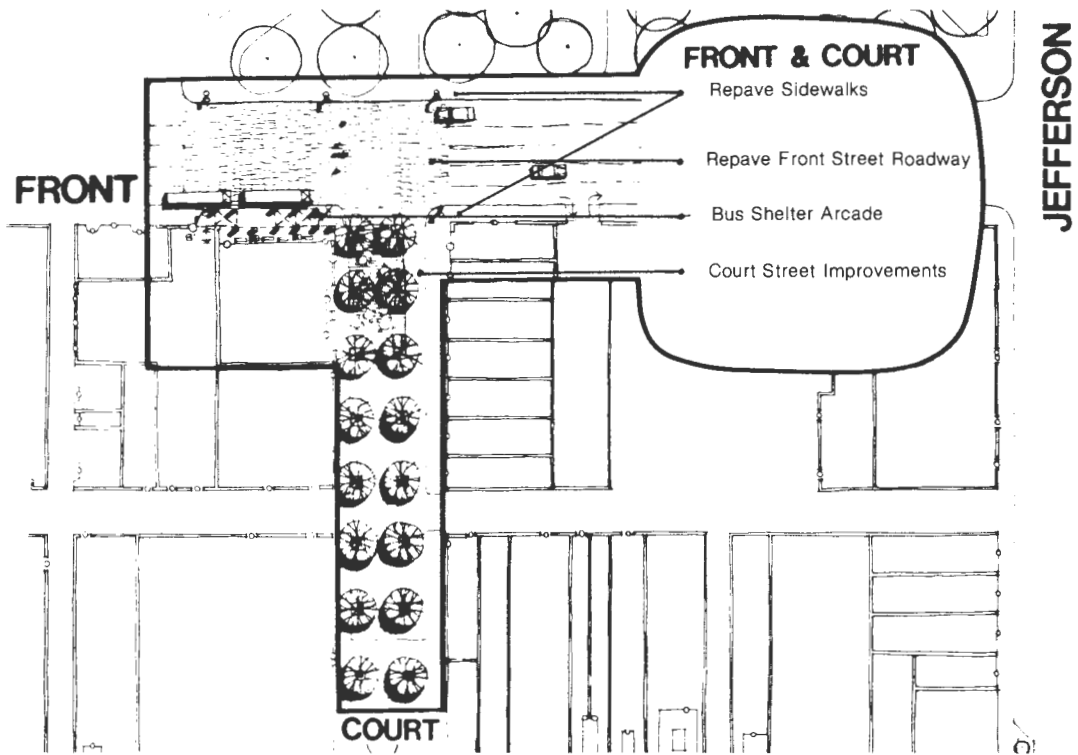 FRONT & COURT
Repave Sidewalks
Repave Front Street Roadway
Bus Shelter Arcade
Court Street Improvements
FRONT
COURT
JEFFERSON